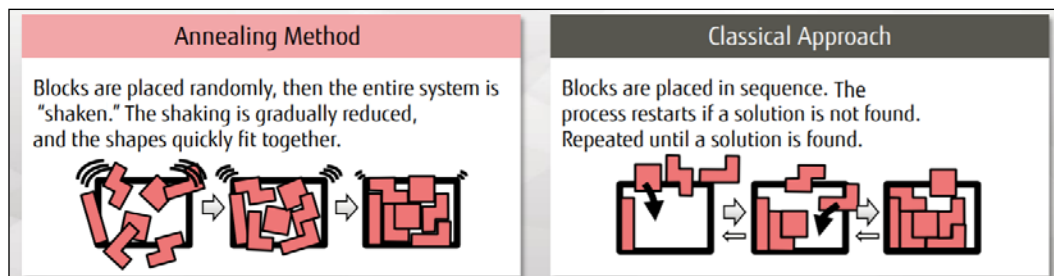 Annealing Method
Blocks are placed randomly, then the entire system is
“shaken.” The shaking is gradually reduced,
and the shapes quickly fit together.
Classical Approach
Blocks are placed in sequence. The
process restarts if a solution is not found.
Repeated until a solution is found.